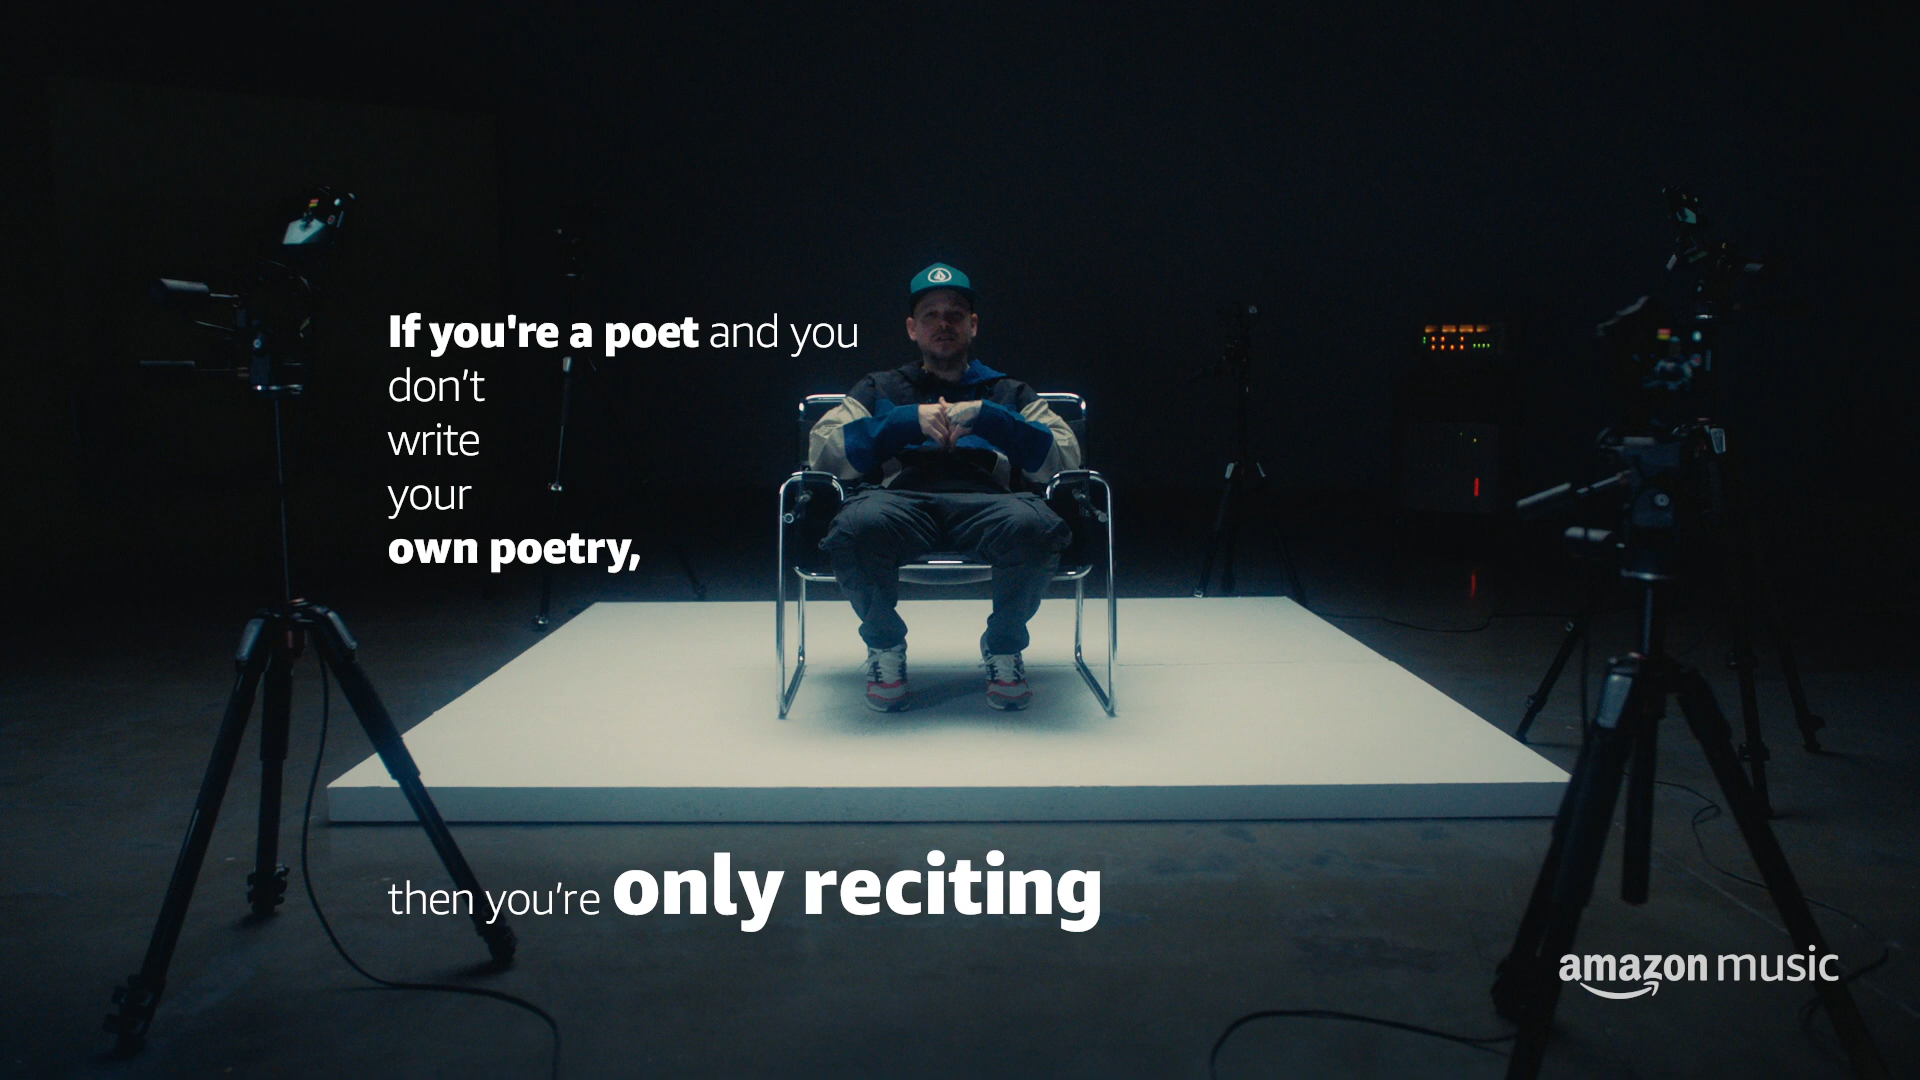 If you're a poet and you
don't
write
your
own poetry,
then you're only reciting
amazon music